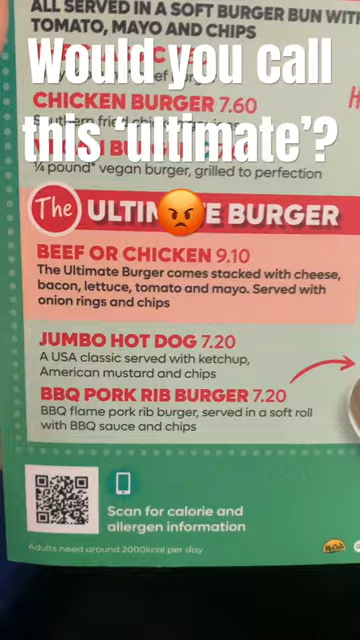 ALL SERVED IN A SOFT BURGER BUN WITH
TOMATO, MAYO AND CHIPS
Would you call
this ‘ultimate’?
CHICKEN BURGER 7.60
Southern fried
¼ pound* vegan burger, grilled to perfection
The ULTIMATE BURGER
BEEF OR CHICKEN 9.10
The Ultimate Burger comes stacked with cheese,
bacon, lettuce, tomato and mayo. Served with
onion rings and chips
JUMBO HOT DOG 7.20
A USA classic served with ketchup,
American mustard and chips
BBQ PORK RIB BURGER 7.20
BBQ flame pork rib burger, served in a soft roll
with BBQ sauce and chips
Scan for calorie and
allergen information
Adults need around 2000kcal per day